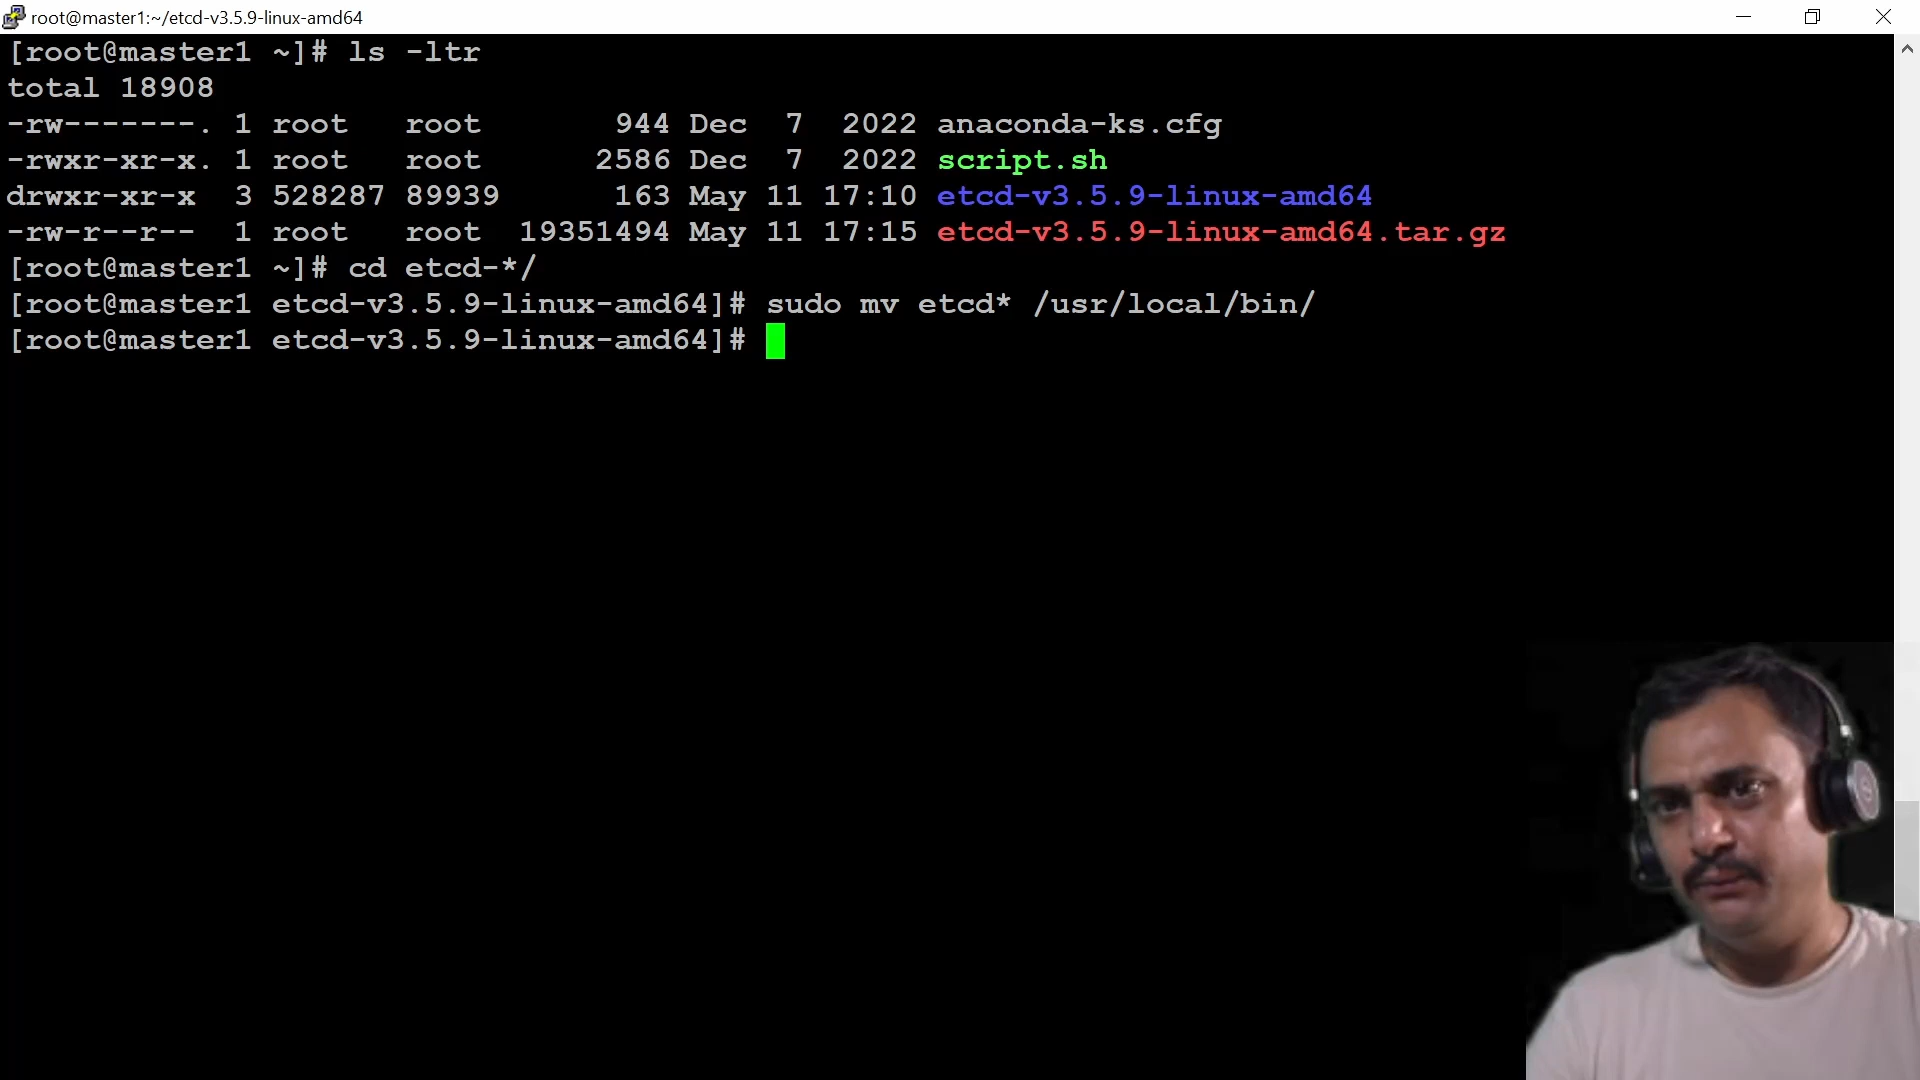 root@master1:~/etcd-v3.5.9-linux-amd64
[root@master1 ~]# ls -ltr
total 18908
-rw-------. 1 root   root       944 Dec  7  2022 anaconda-ks.cfg
-rwxr-xr-x. 1 root   root      2586 Dec  7  2022 script.sh
drwxr-xr-x  3 528287 89939      163 May 11 17:10 etcd-v3.5.9-linux-amd64
-rw-r--r--  1 root   root  19351494 May 11 17:15 etcd-v3.5.9-linux-amd64.tar.gz
[root@master1 ~]# cd etcd-*/
[root@master1 etcd-v3.5.9-linux-amd64]# sudo mv etcd* /usr/local/bin/
[root@master1 etcd-v3.5.9-linux-amd64]#